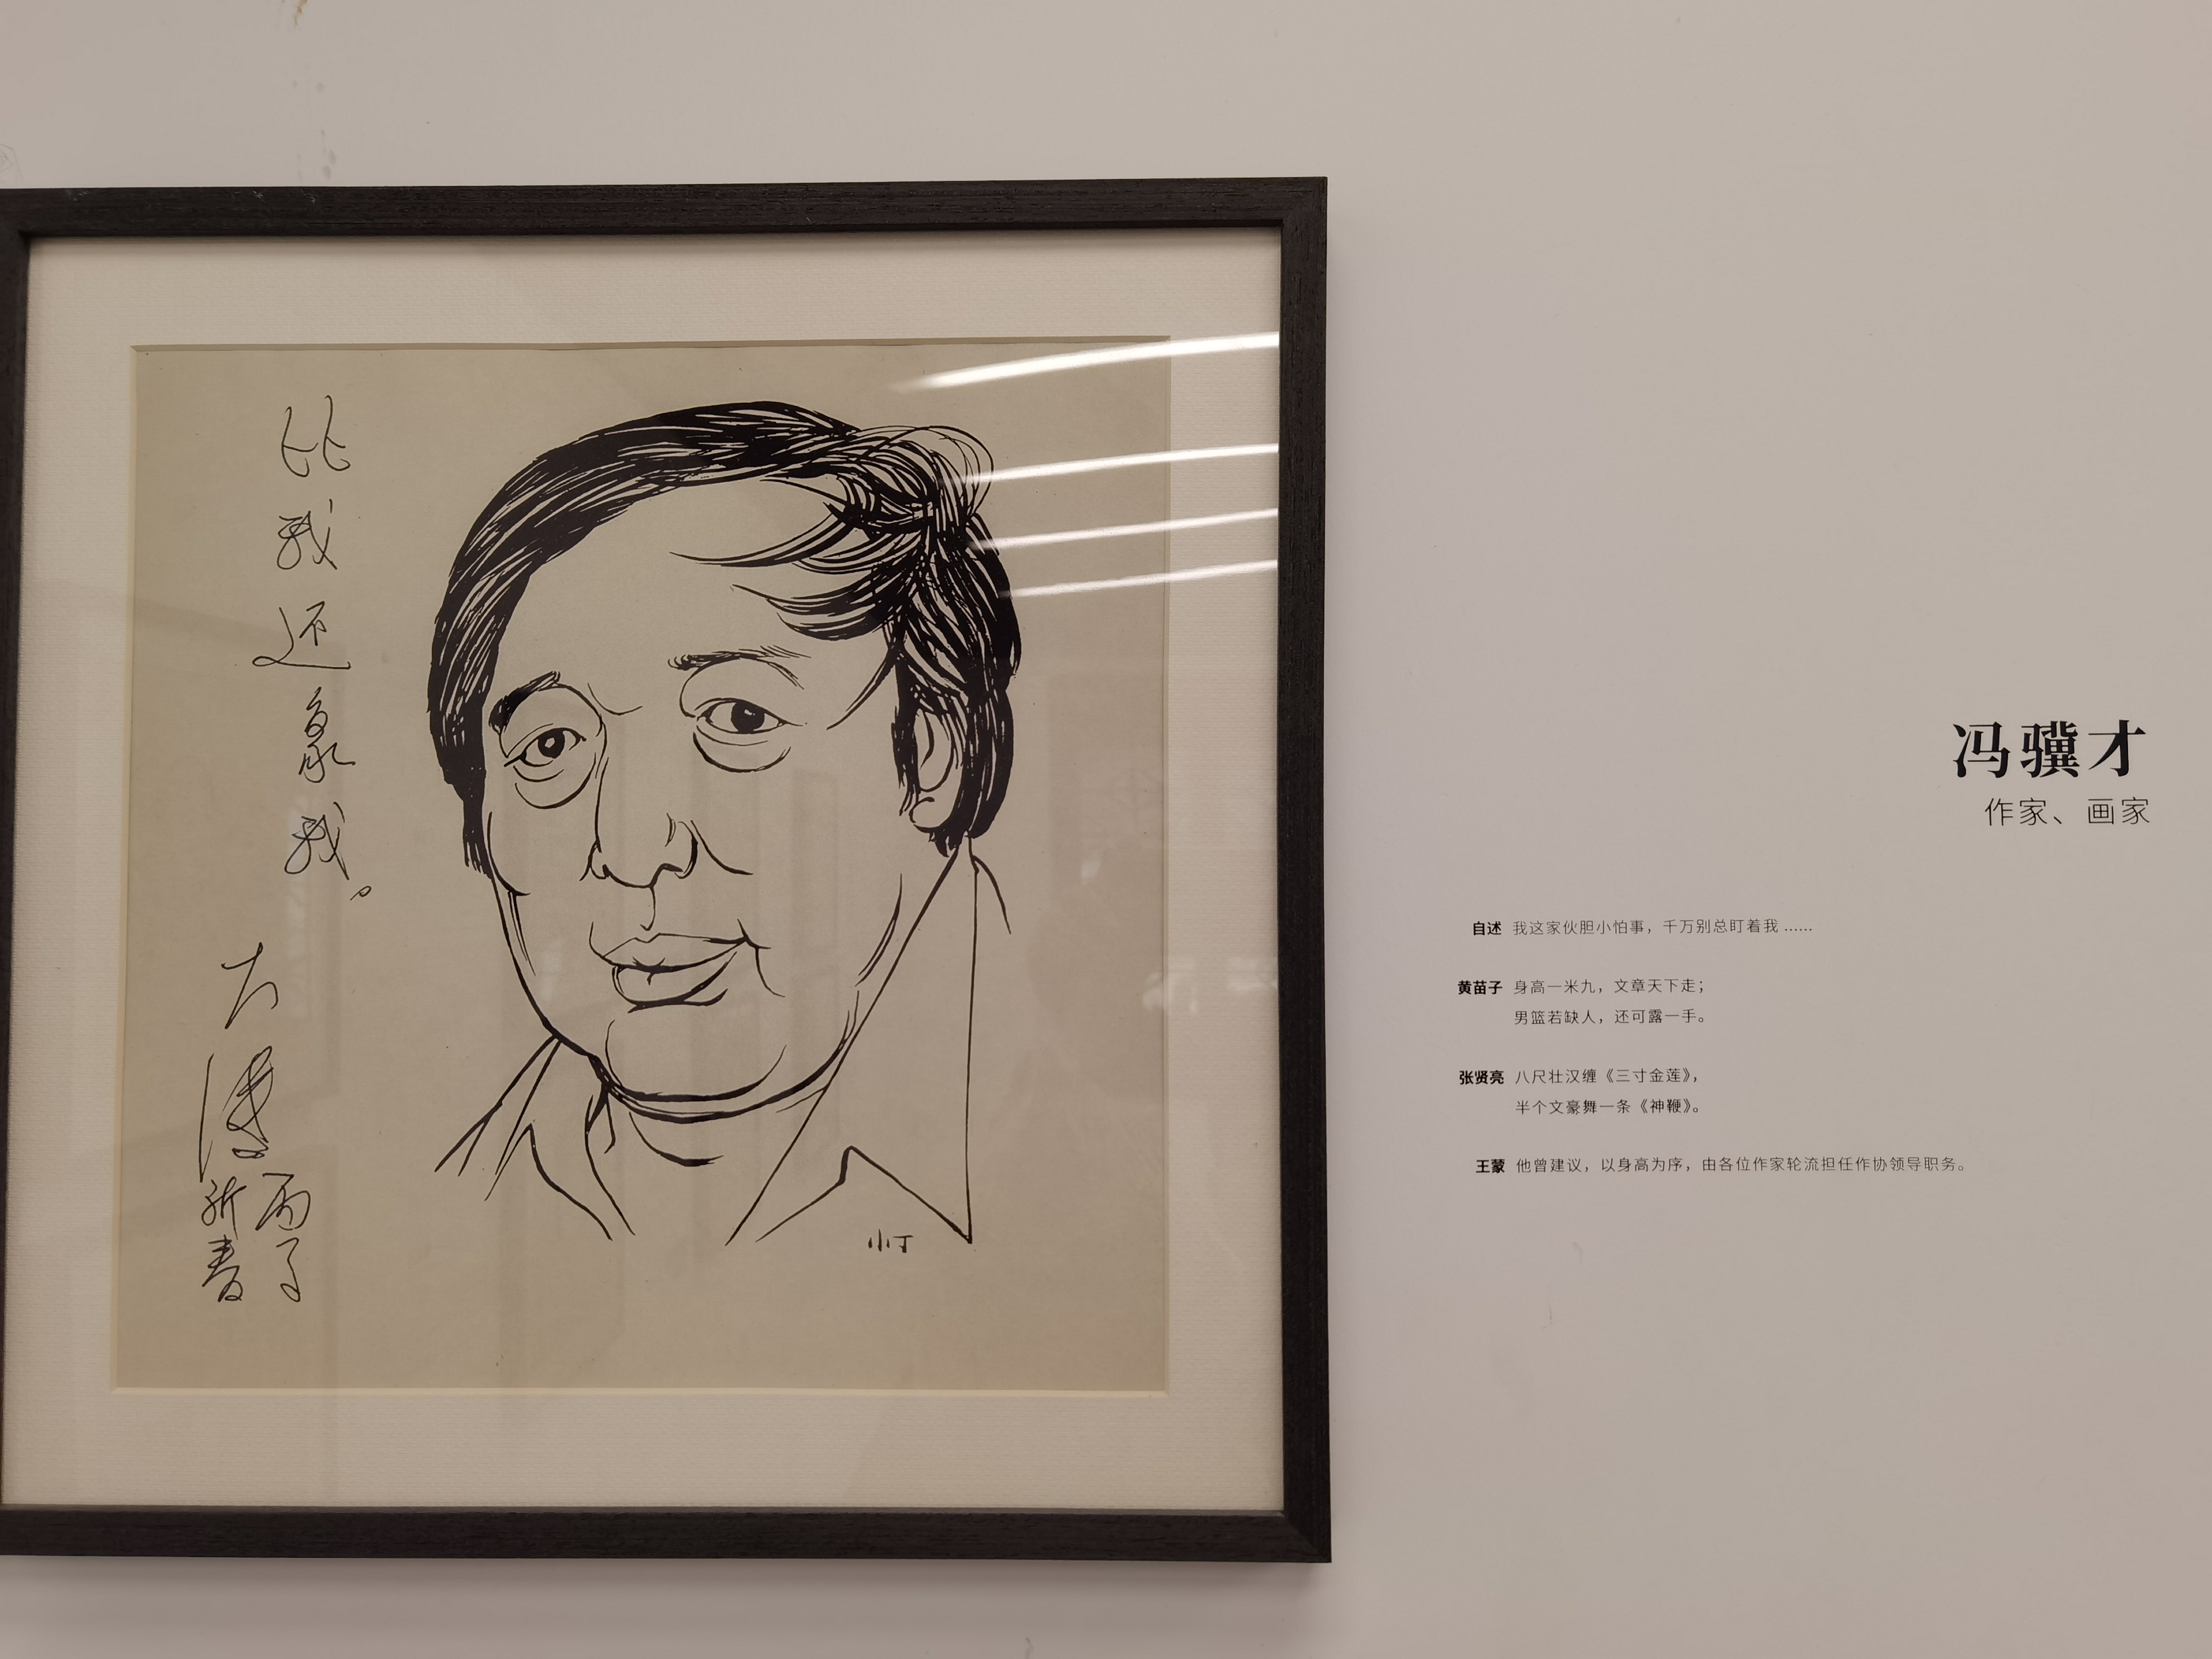 比我还象我。
大冯
丙子
新春
小丁
冯骥才
作家、画家
自述 我这家伙胆小怕事，千万别总盯着我……
黄苗子 身高一米九，文章天下走；
男篮若缺人，还可露一手。
张贤亮 八尺壮汉缠《三寸金莲》，
半个文豪舞一条《神鞭》。
王蒙 他曾建议，以身高为序，由各位作家轮流担任作协领导职务。